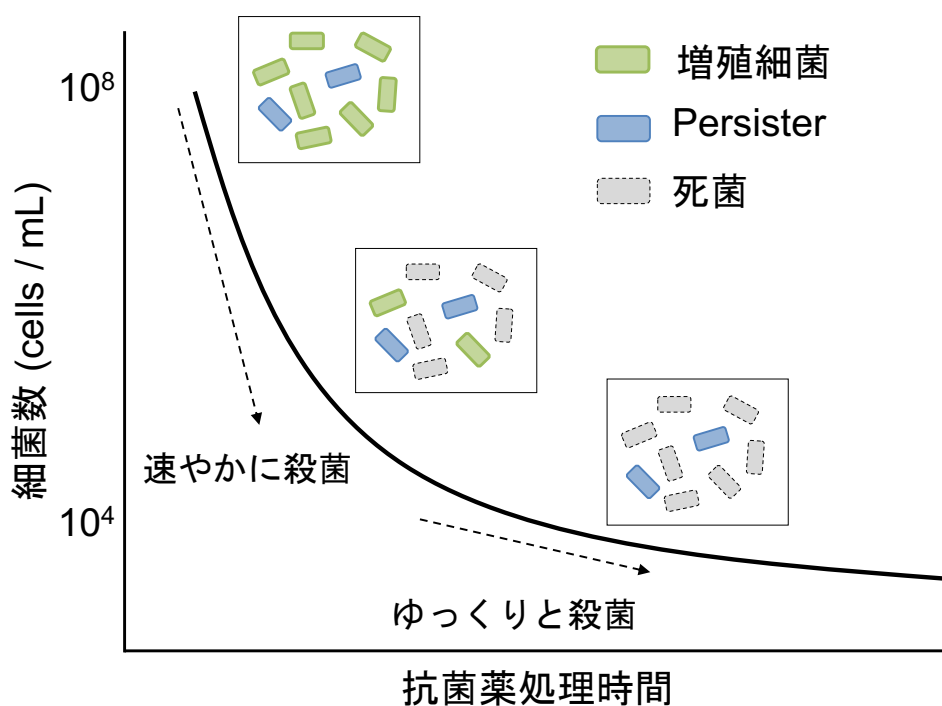 増殖細菌
Persister
死菌
細菌数 (cells / mL)
10⁸
10⁴
速やかに殺菌
ゆっくりと殺菌
抗菌薬処理時間